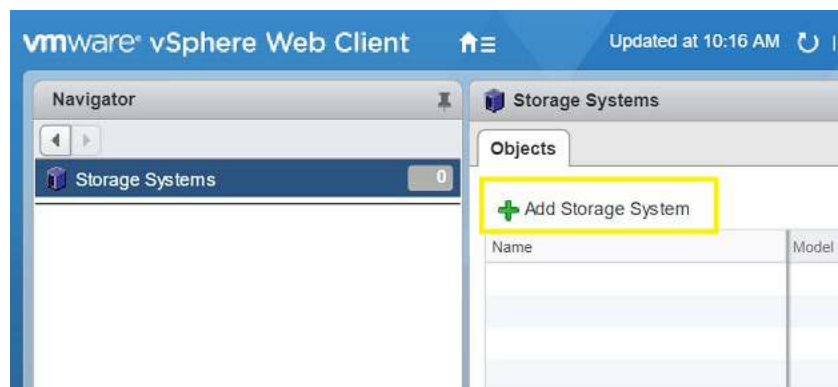 vmware® vSphere Web Client
Updated at 10:16 AM
Navigator
Storage Systems
Objects
Storage Systems 0
Add Storage System
Name
Model